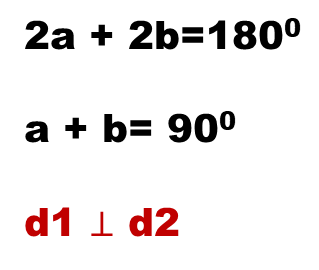 2a + 2b=180⁰
a + b= 90⁰
d1 ⊥ d2